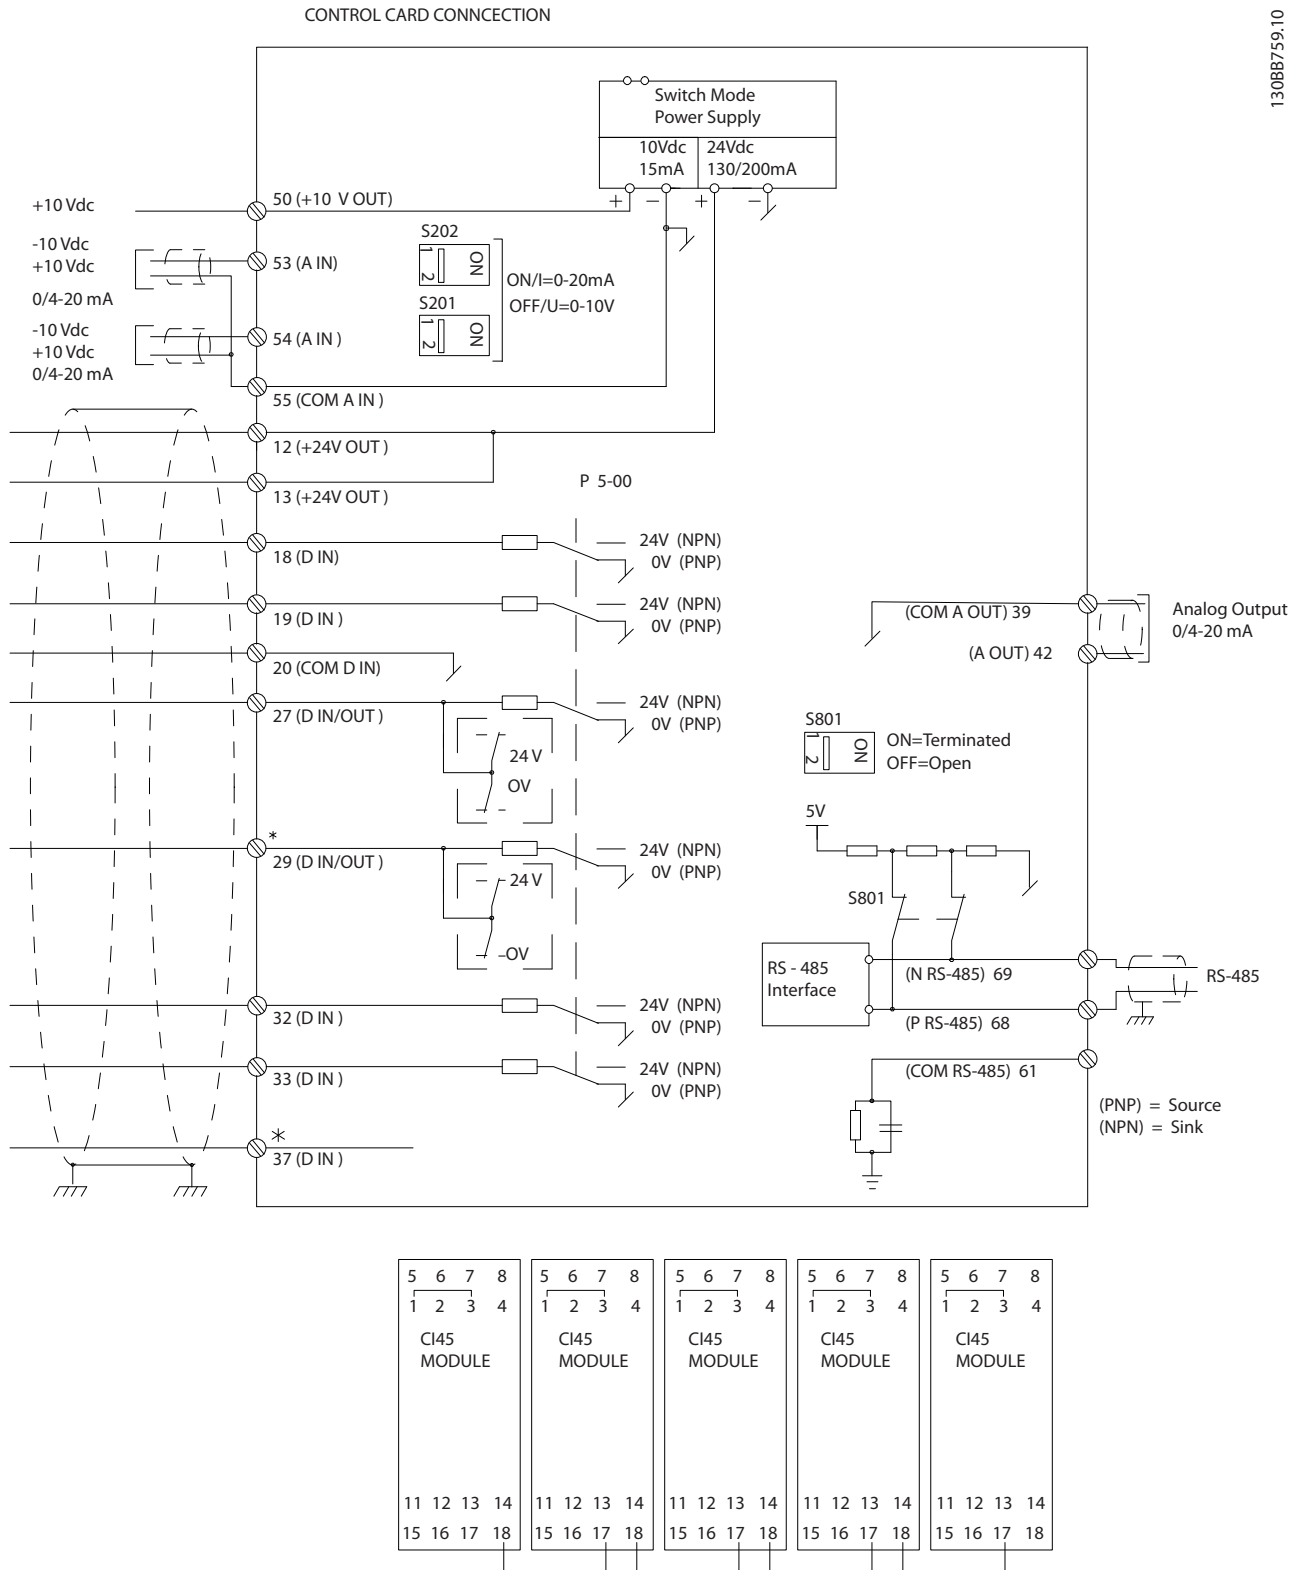 CONTROL CARD CONNCECTION
130BB759.10
Switch Mode
Power Supply
10Vdc
15mA
24Vdc
130/200mA
+ − + −
+10 Vdc
50 (+10 V OUT)
-10 Vdc
+10 Vdc
0/4-20 mA
53 (A IN)
S202
1 2 ON
ON/I=0-20mA
OFF/U=0-10V
S201
1 2 ON
-10 Vdc
+10 Vdc
0/4-20 mA
54 (A IN )
55 (COM A IN )
12 (+24V OUT )
13 (+24V OUT )
P 5-00
18 (D IN)
24V (NPN)
0V (PNP)
19 (D IN )
24V (NPN)
0V (PNP)
20 (COM D IN)
27 (D IN/OUT )
24V (NPN)
0V (PNP)
24 V
OV
*
29 (D IN/OUT )
24V (NPN)
0V (PNP)
24 V
OV
32 (D IN )
24V (NPN)
0V (PNP)
33 (D IN )
24V (NPN)
0V (PNP)
*
37 (D IN )
(COM A OUT) 39
(A OUT) 42
Analog Output
0/4-20 mA
S801
1 2 ON
ON=Terminated
OFF=Open
5V
S801
RS - 485
Interface
(N RS-485) 69
(P RS-485) 68
RS-485
(COM RS-485) 61
(PNP) = Source
(NPN) = Sink
5 6 7 8
1 2 3 4
CI45
MODULE
11 12 13 14
15 16 17 18
5 6 7 8
1 2 3 4
CI45
MODULE
11 12 13 14
15 16 17 18
5 6 7 8
1 2 3 4
CI45
MODULE
11 12 13 14
15 16 17 18
5 6 7 8
1 2 3 4
CI45
MODULE
11 12 13 14
15 16 17 18
5 6 7 8
1 2 3 4
CI45
MODULE
11 12 13 14
15 16 17 18